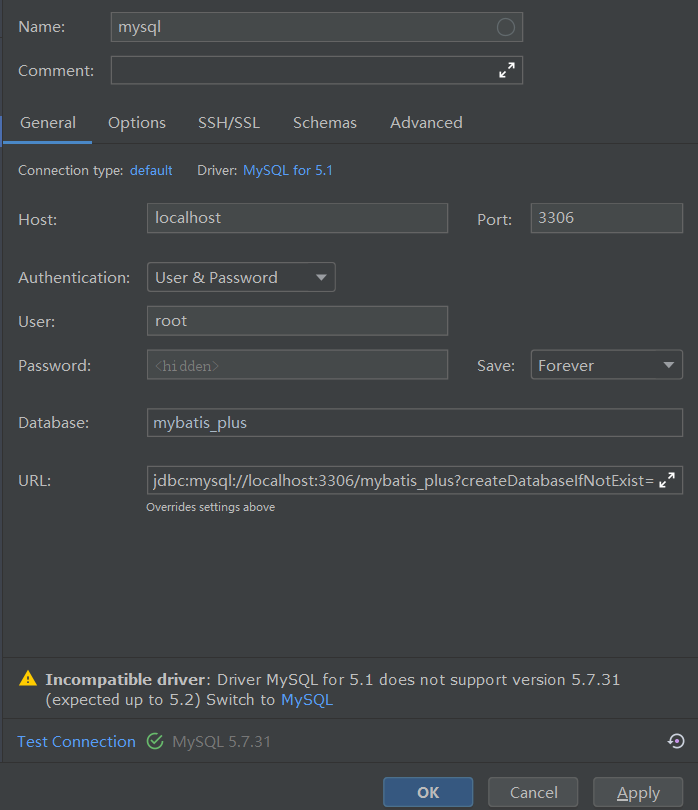 Name: mysql
Comment:
General Options SSH/SSL Schemas Advanced
Connection type: default Driver: MySQL for 5.1
Host: localhost Port: 3306
Authentication: User & Password
User: root
Password: <hidden> Save: Forever
Database: mybatis_plus
URL: jdbc:mysql://localhost:3306/mybatis_plus?createDatabaseIfNotExist=
Overrides settings above
Incompatible driver: Driver MySQL for 5.1 does not support version 5.7.31
(expected up to 5.2) Switch to MySQL
Test Connection MySQL 5.7.31
OK Cancel Apply